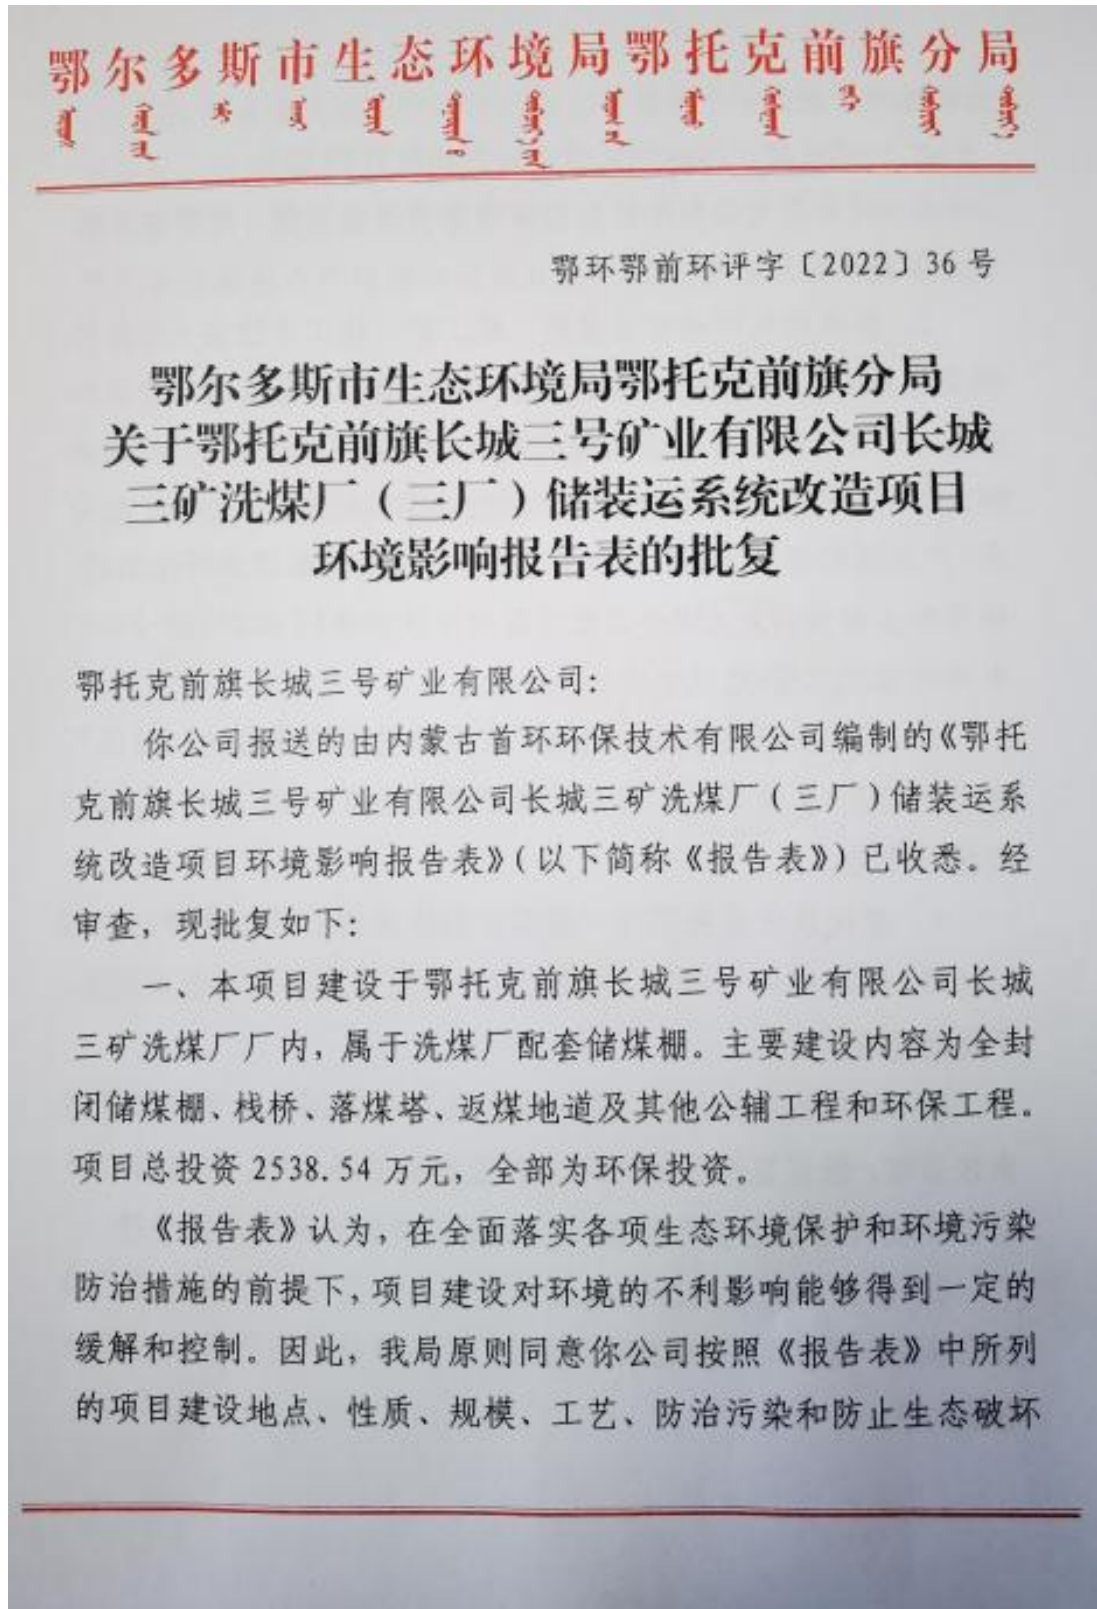 鄂尔多斯市生态环境局鄂托克前旗分局
鄂环鄂前环评字〔2022〕36号
鄂尔多斯市生态环境局鄂托克前旗分局
关于鄂托克前旗长城三号矿业有限公司长城
三矿洗煤厂（三厂）储装运系统改造项目
环境影响报告表的批复
鄂托克前旗长城三号矿业有限公司：
你公司报送的由内蒙古首环环保技术有限公司编制的《鄂托
克前旗长城三号矿业有限公司长城三矿洗煤厂（三厂）储装运系
统改造项目环境影响报告表》（以下简称《报告表》）已收悉。经
审查，现批复如下：
一、本项目建设于鄂托克前旗长城三号矿业有限公司长城
三矿洗煤厂厂内，属于洗煤厂配套储煤棚。主要建设内容为全封
闭储煤棚、栈桥、落煤塔、返煤地道及其他公辅工程和环保工程。
项目总投资2538.54万元，全部为环保投资。
《报告表》认为，在全面落实各项生态环境保护和环境污染
防治措施的前提下，项目建设对环境的不利影响能够得到一定的
缓解和控制。因此，我局原则同意你公司按照《报告表》中所列
的项目建设地点、性质、规模、工艺、防治污染和防止生态破坏